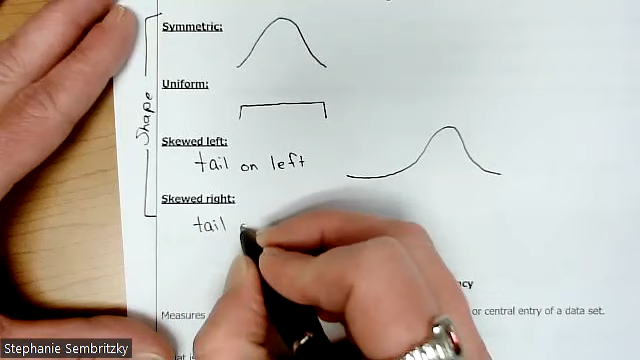 Shape
Symmetric:
Uniform:
Skewed left:
tail on left
Skewed right:
tail
Measures
or central entry of a data set.
Stephanie Sembritzky